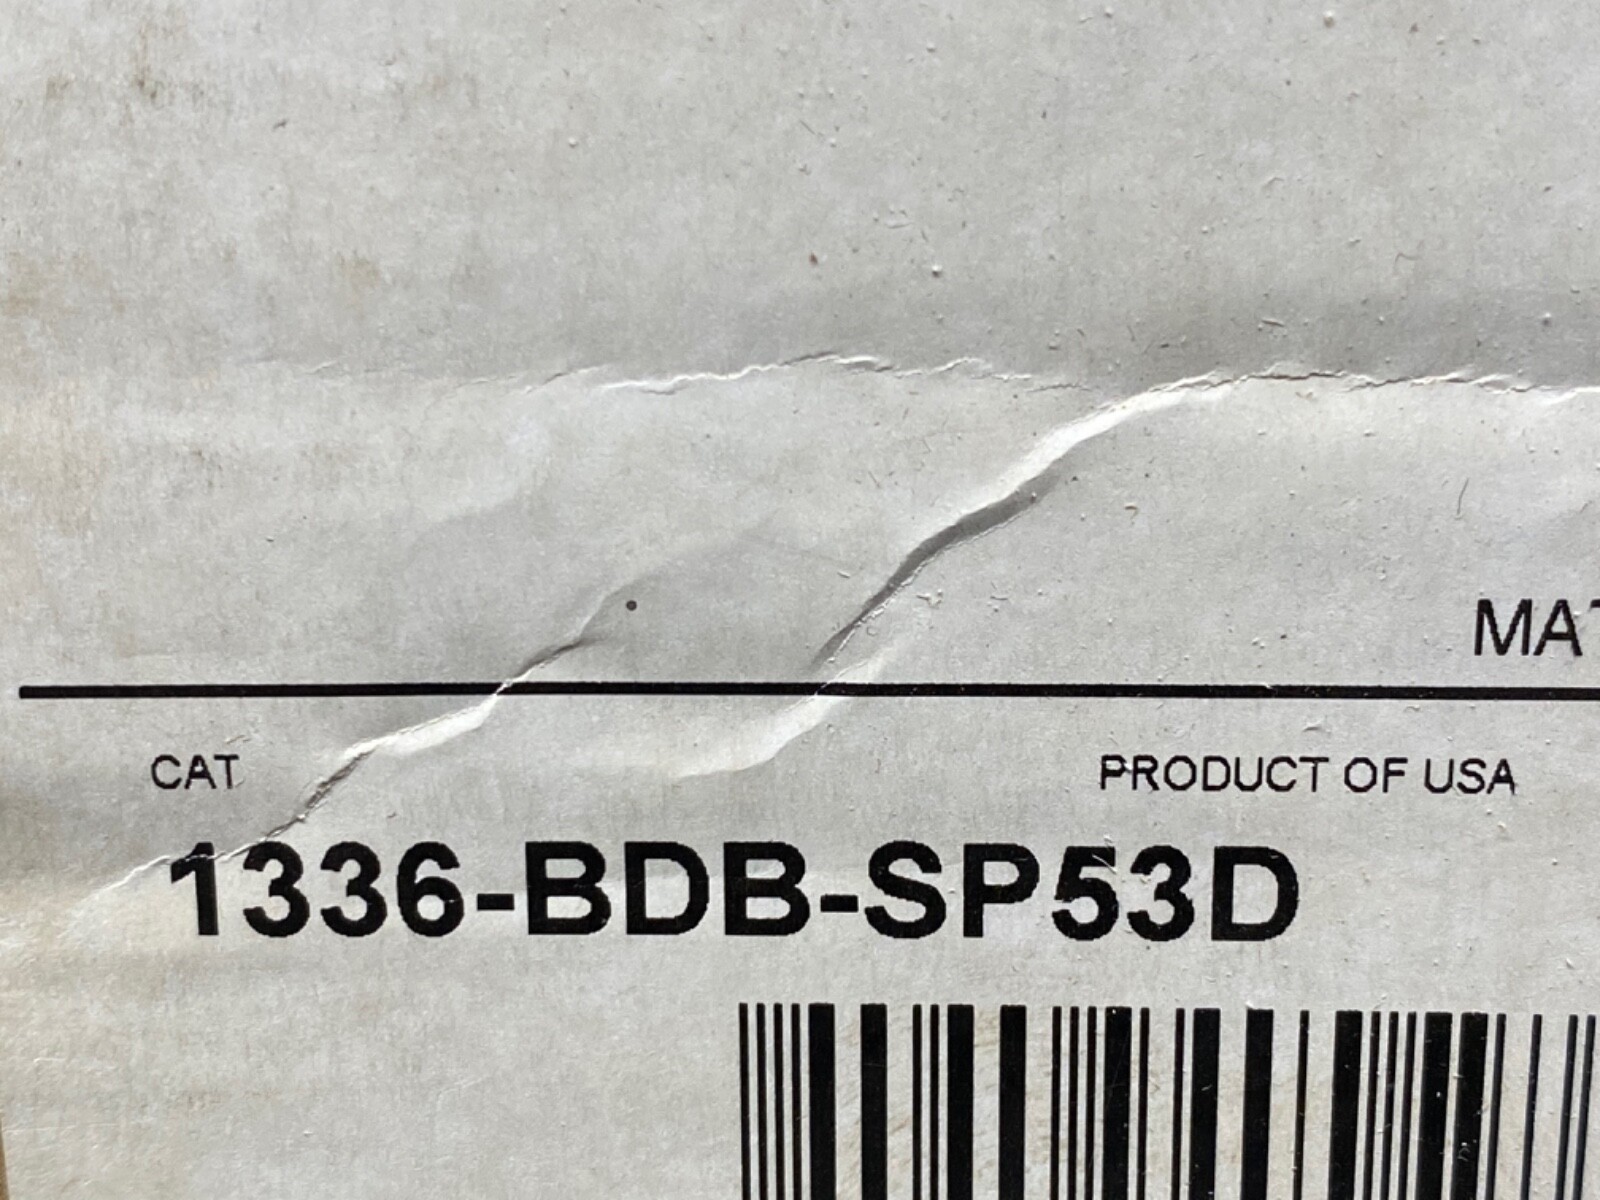 MAT
CAT
PRODUCT OF USA
1336-BDB-SP53D